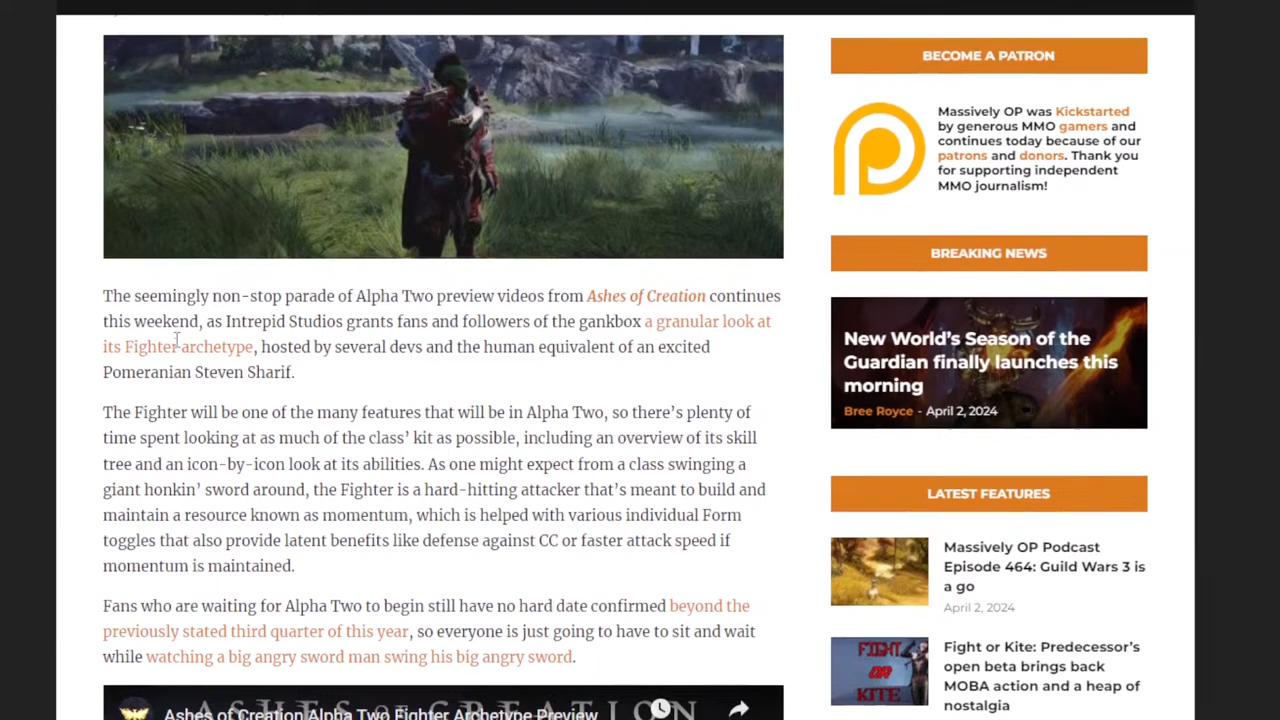 The seemingly non-stop parade of Alpha Two preview videos from Ashes of Creation continues
this weekend, as Intrepid Studios grants fans and followers of the gankbox a granular look at
its Fighter archetype, hosted by several devs and the human equivalent of an excited
Pomeranian Steven Sharif.
The Fighter will be one of the many features that will be in Alpha Two, so there's plenty of
time spent looking at as much of the class' kit as possible, including an overview of its skill
tree and an icon-by-icon look at its abilities. As one might expect from a class swinging a
giant honkin' sword around, the Fighter is a hard-hitting attacker that's meant to build and
maintain a resource known as momentum, which is helped with various individual Form
toggles that also provide latent benefits like defense against CC or faster attack speed if
momentum is maintained.
Fans who are waiting for Alpha Two to begin still have no hard date confirmed beyond the
previously stated third quarter of this year, so everyone is just going to have to sit and wait
while watching a big angry sword man swing his big angry sword.
ASHES OF CREATION
Ashes of Creation Alpha Two Fighter Archetype Preview
BECOME A PATRON
Massively OP was Kickstarted
by generous MMO gamers and
continues today because of our
patrons and donors. Thank you
for supporting independent
MMO journalism!
BREAKING NEWS
New World's Season of the
Guardian finally launches this
morning
Bree Royce - April 2, 2024
LATEST FEATURES
Massively OP Podcast
Episode 464: Guild Wars 3 is
a go
April 2, 2024
FIGHT
OR
KITE
Fight or Kite: Predecessor's
open beta brings back
MOBA action and a heap of
nostalgia